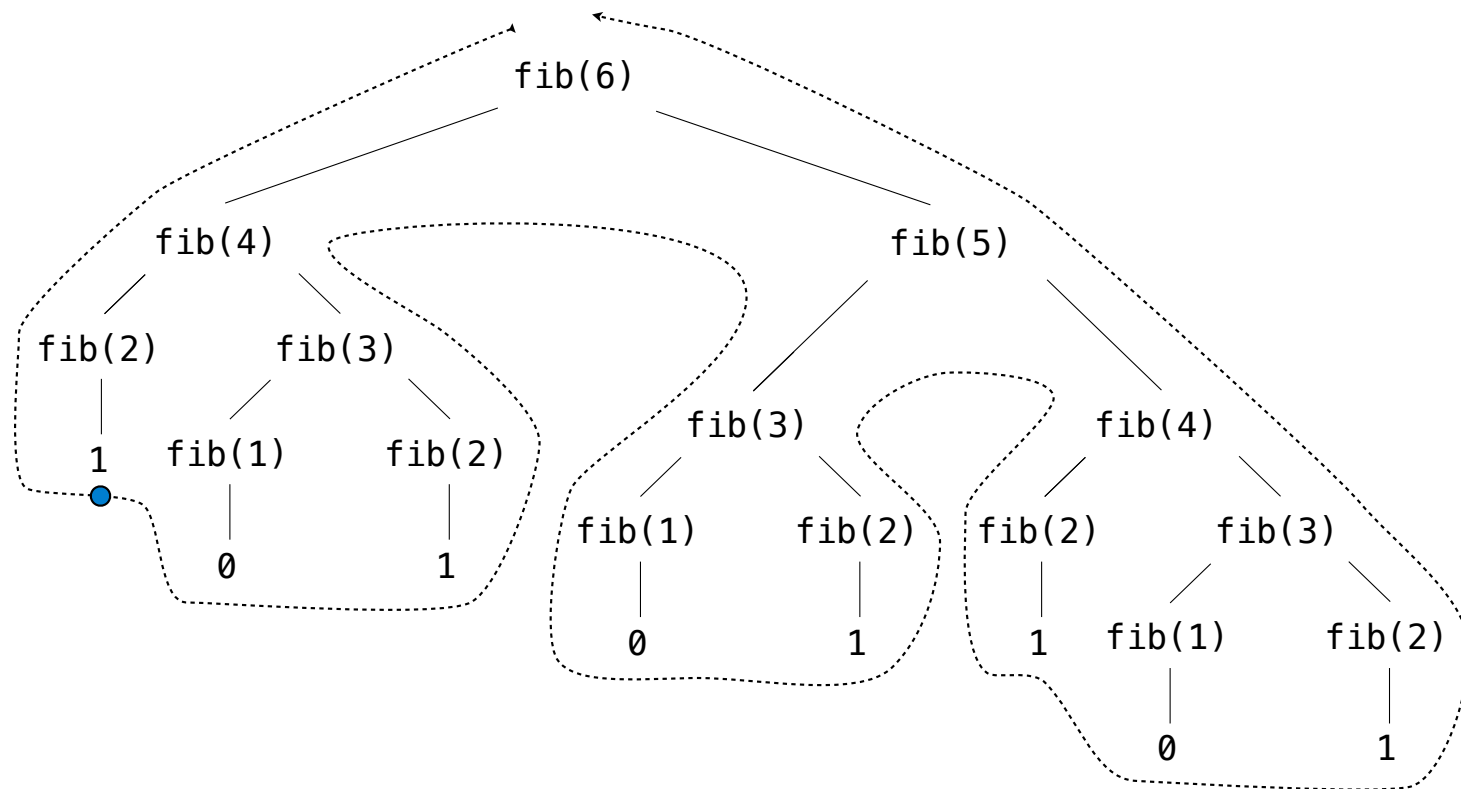 fib(6)
fib(4) fib(5)
fib(2) fib(3)
fib(3) fib(4)
1 fib(1) fib(2)
fib(1) fib(2) fib(2) fib(3)
0 1
0 1 1 fib(1) fib(2)
0 1